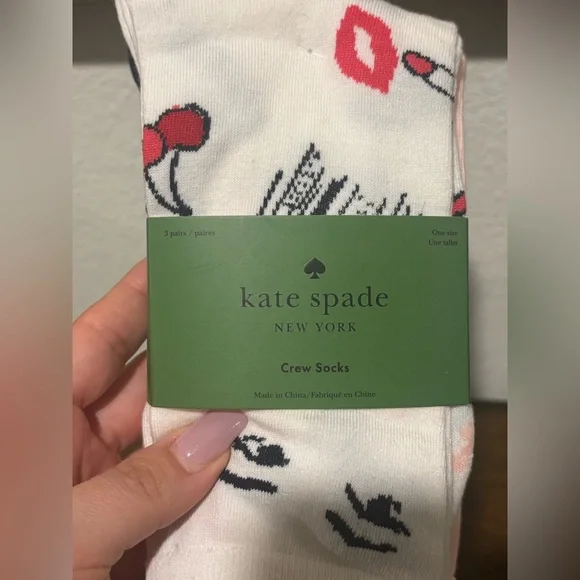 3 pairs / paires
One size
Une taille
kate spade
NEW YORK
Crew Socks
Made in China/Fabriqué en Chine